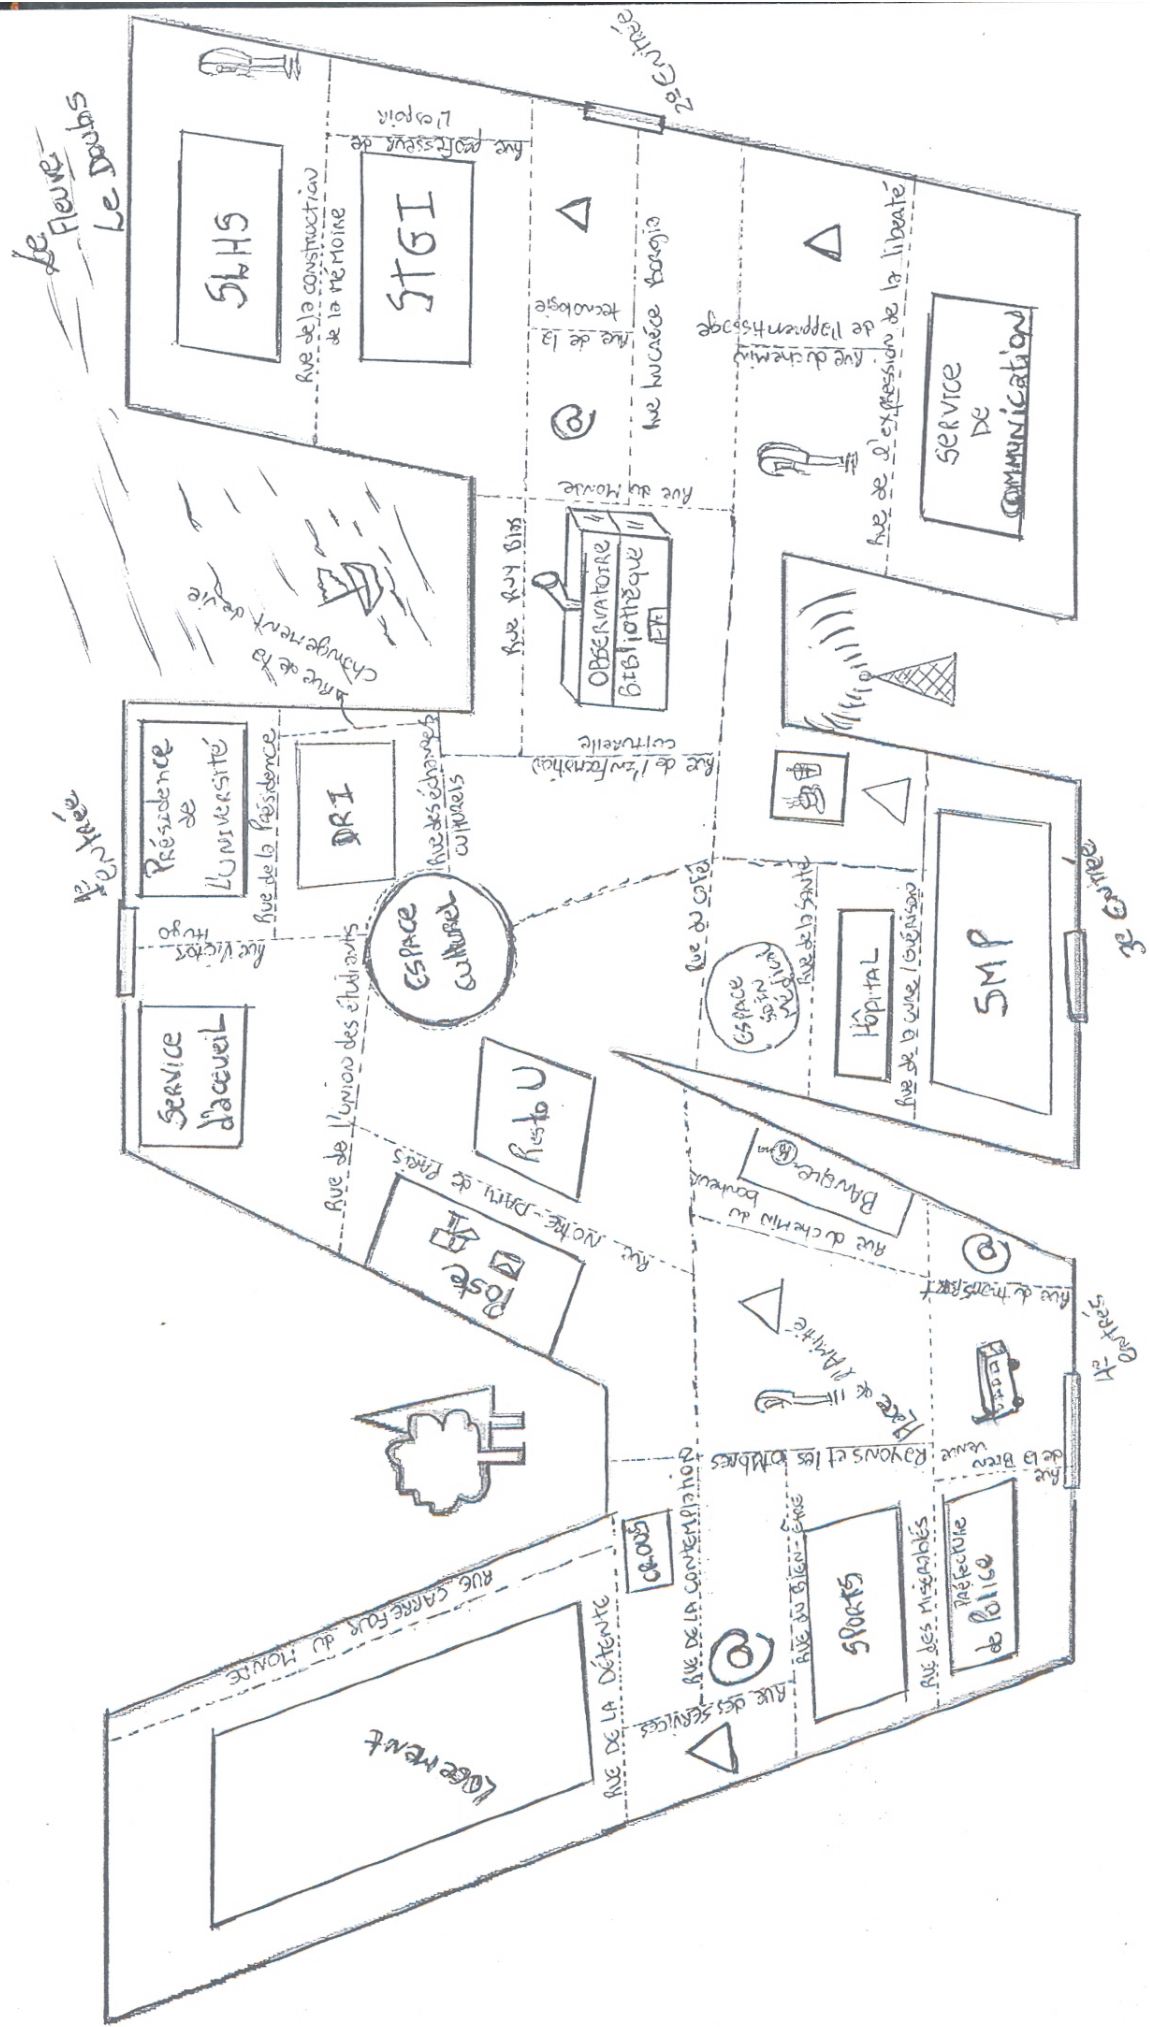 Le
Fleuve
Le Doubs
SLHS
Rue de la construction
de la MÉMOIRE
STGI
Rue professeur de
L'espoir
2e Entrée
Rue de la
tecnologie
@
Rue Lucrèce Borgia
Rue du Monde
Rue du chemin
de l'apprentissage
Rue de l'expression de la liberté
SERVICE
DE
COMMUNICATION
Rue Ruy Blas
OBSERVATOIRE
BIBLIOTHÈQUE
Rue de la
Changement de vie
1e
entrée
Présidence
de
L'UNIVERSITÉ
Rue de la Présidence
DRI
Rue des échanges
culturels
culturelle
Rue Victor
Hugo
ESPACE
Culturel
Service
d'accueil
Rue de l'union des étudiants
Resto U
Rue NOTRE-DAME de PARIS
Poste
Rue du Café
ESPACE
SOIN
Médical
Rue de la Santé
Hôpital
Rue de la cure / Guérison
SMP
3e Entrée
BANQUE
Rue du chemin du
bonheur
@
Rue du transport
4e
Entrée
Place de l'Amitié
Rayons et les Ombres
Rue
de la Bien
venue
CROUS
RUE DE LA CONTEMPLATION
RUE DU BIEN-ÊTRE
SPORTS
RUE DES MISÉRABLES
PRÉFECTURE
de Police
@
Rue des services
RUE DE LA DÉTENTE
RUE CARREFOUR DU MONDE
LOGEMENT